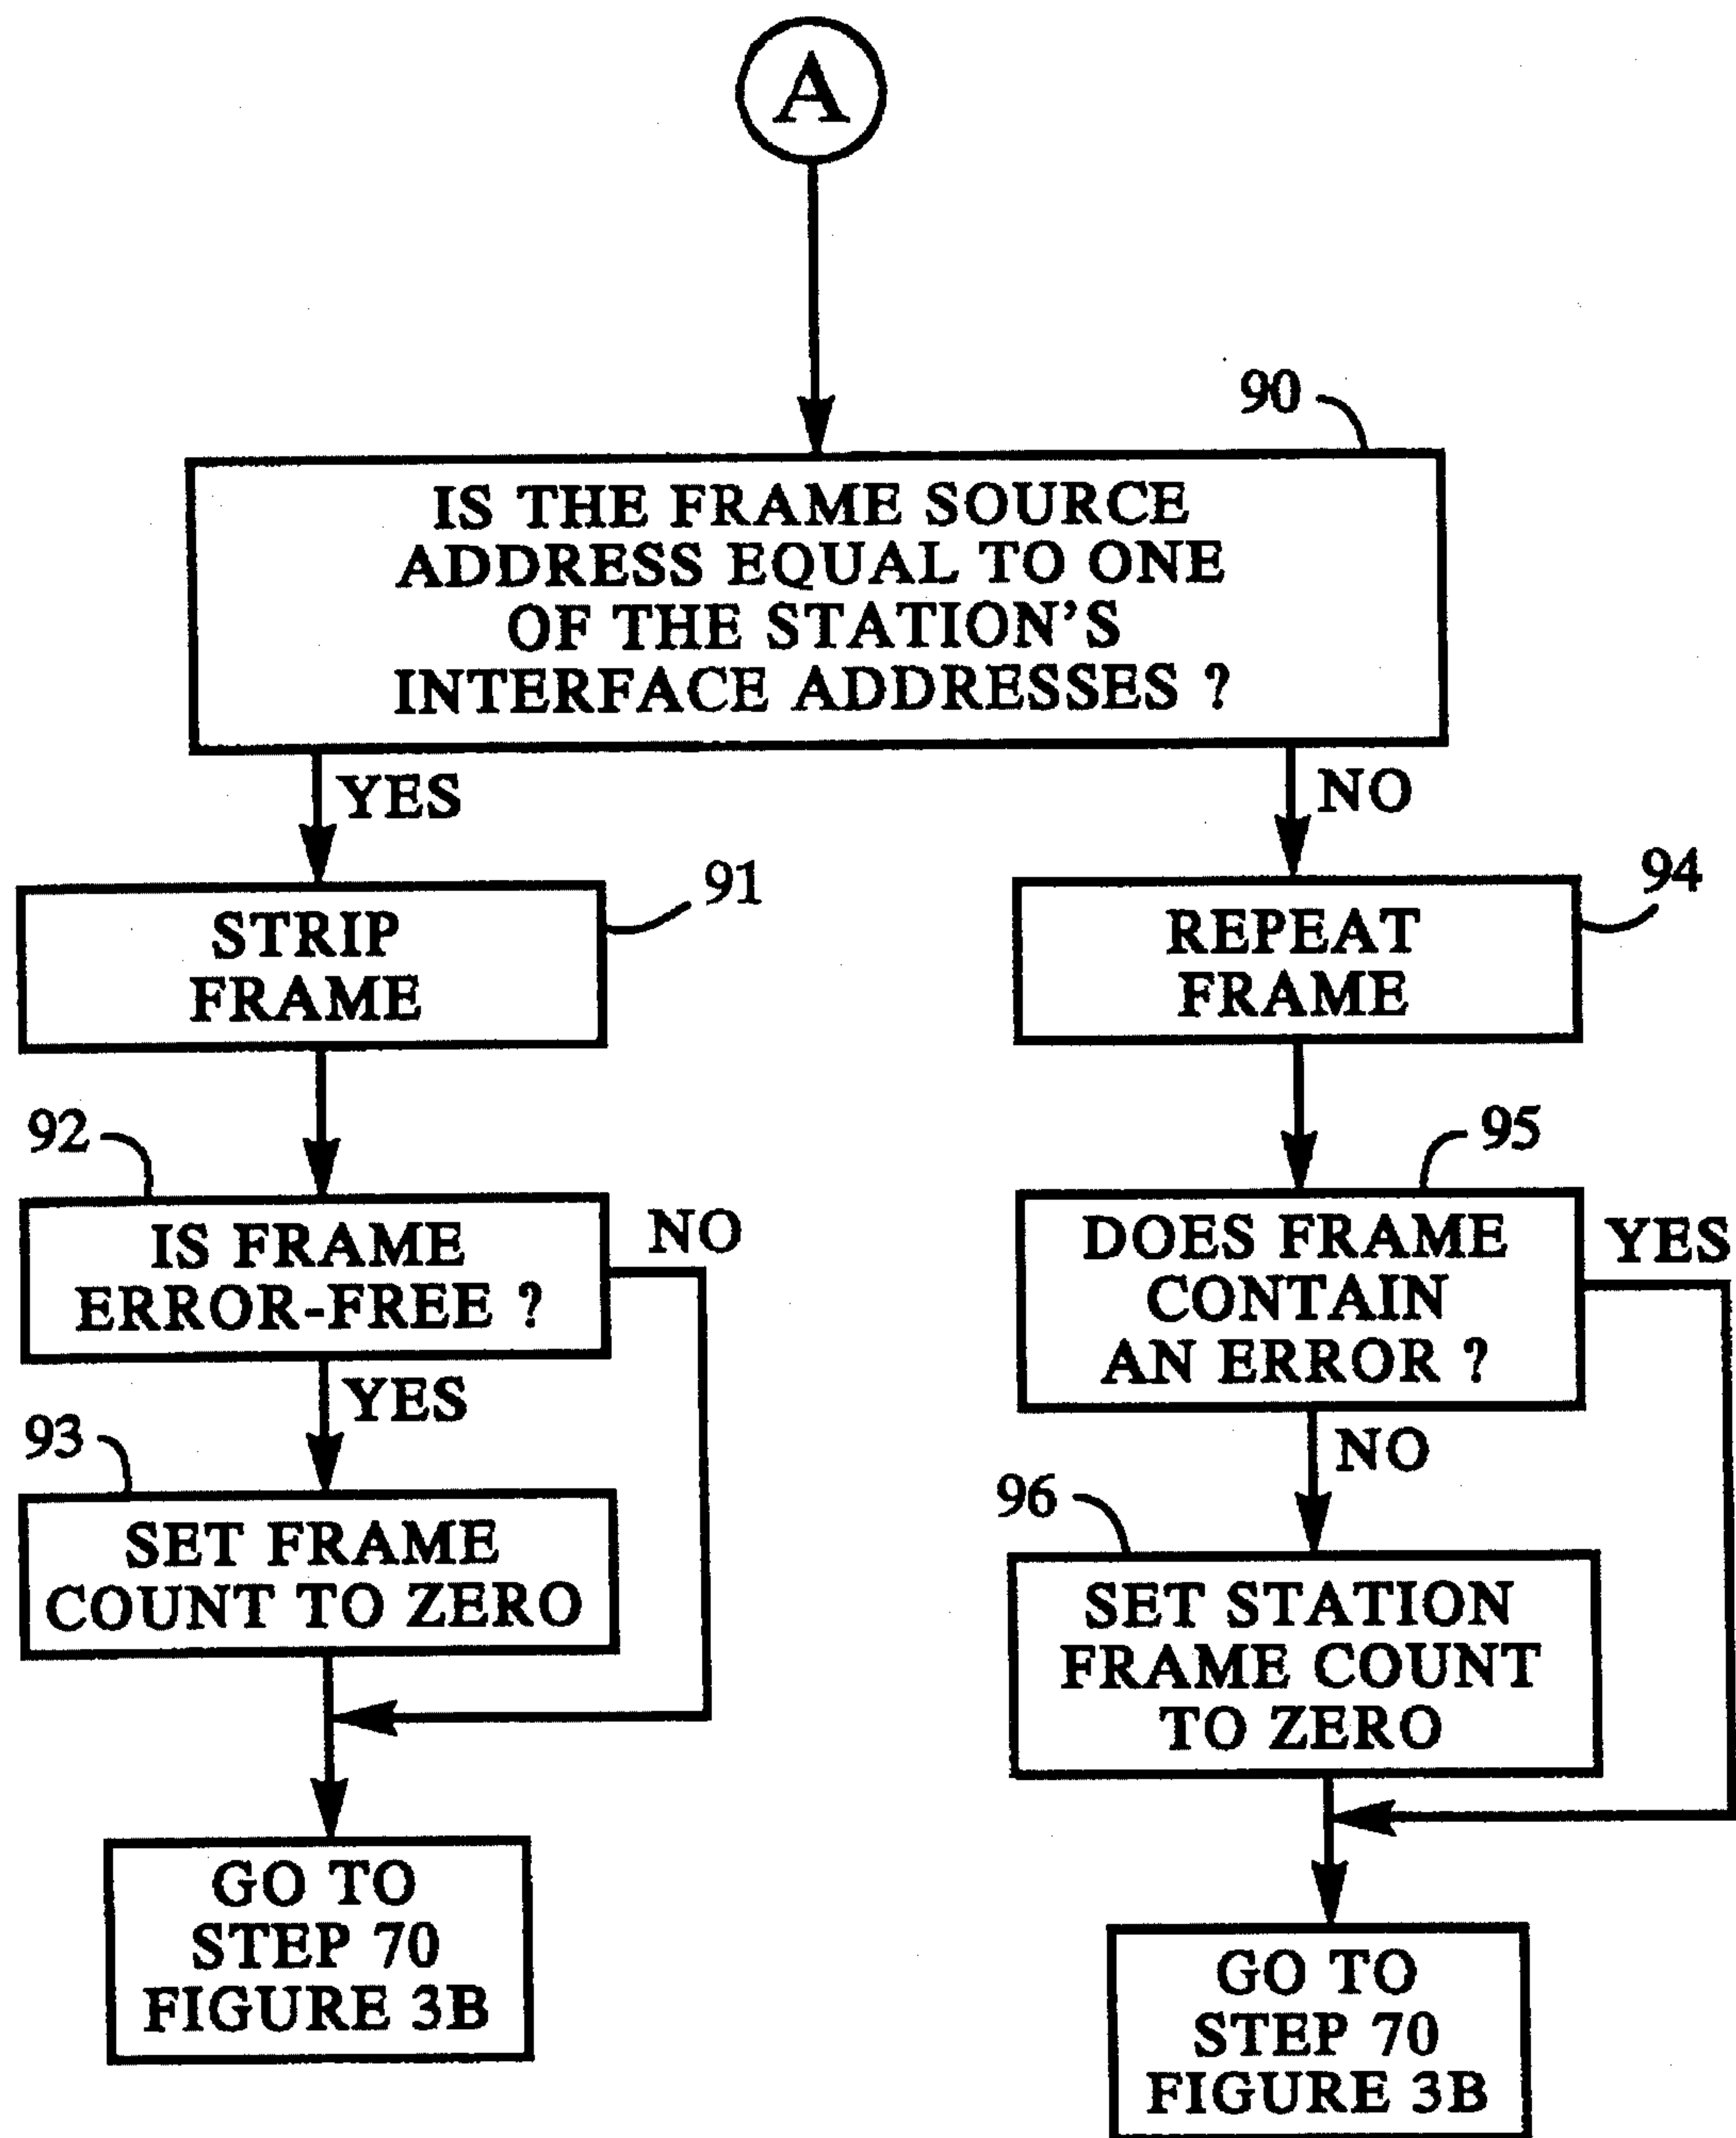 A
90
IS THE FRAME SOURCE
ADDRESS EQUAL TO ONE
OF THE STATION'S
INTERFACE ADDRESSES ?
YES
NO
91
STRIP
FRAME
94
REPEAT
FRAME
92
IS FRAME
ERROR-FREE ?
NO
YES
95
DOES FRAME
CONTAIN
AN ERROR ?
YES
NO
93
SET FRAME
COUNT TO ZERO
96
SET STATION
FRAME COUNT
TO ZERO
GO TO
STEP 70
FIGURE 3B
GO TO
STEP 70
FIGURE 3B